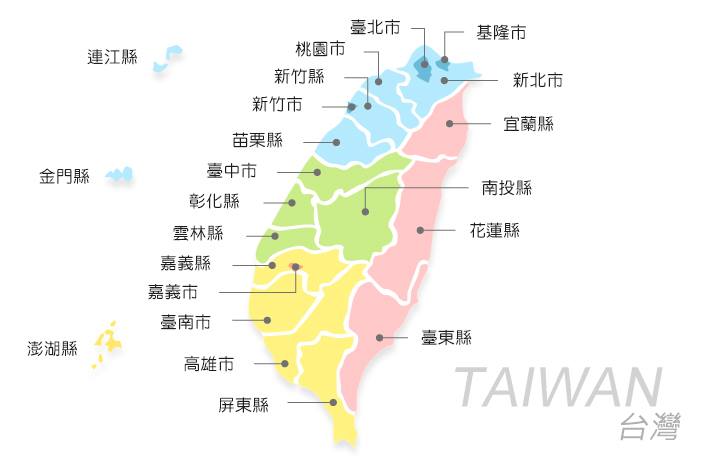 臺北市
基隆市
連江縣
桃園市
新竹縣
新北市
新竹市
宜蘭縣
苗栗縣
臺中市
金門縣
南投縣
彰化縣
雲林縣
花蓮縣
嘉義縣
嘉義市
臺南市
臺東縣
澎湖縣
高雄市
屏東縣
TAIWAN
台灣